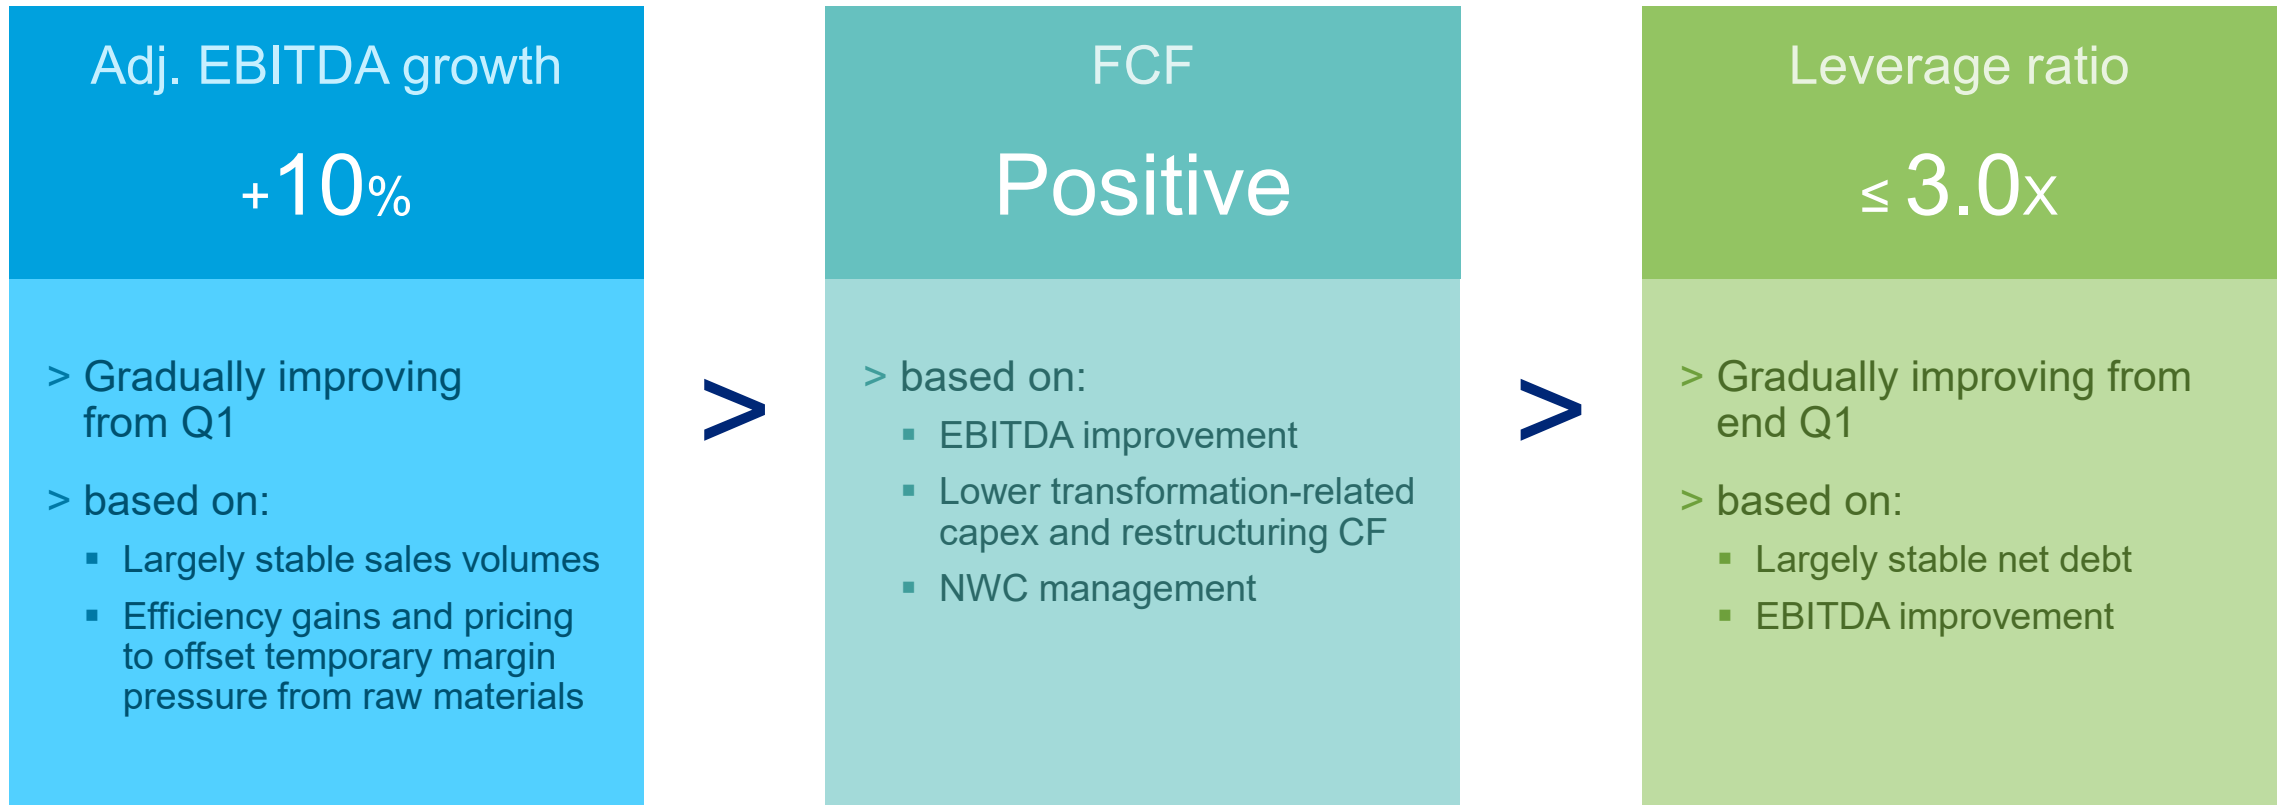 Adj. EBITDA growth
+10%
> Gradually improving
from Q1
> based on:
▪ Largely stable sales volumes
▪ Efficiency gains and pricing
to offset temporary margin
pressure from raw materials
>
FCF
Positive
> based on:
▪ EBITDA improvement
▪ Lower transformation-related
capex and restructuring CF
▪ NWC management
>
Leverage ratio
≤ 3.0x
> Gradually improving from
end Q1
> based on:
▪ Largely stable net debt
▪ EBITDA improvement